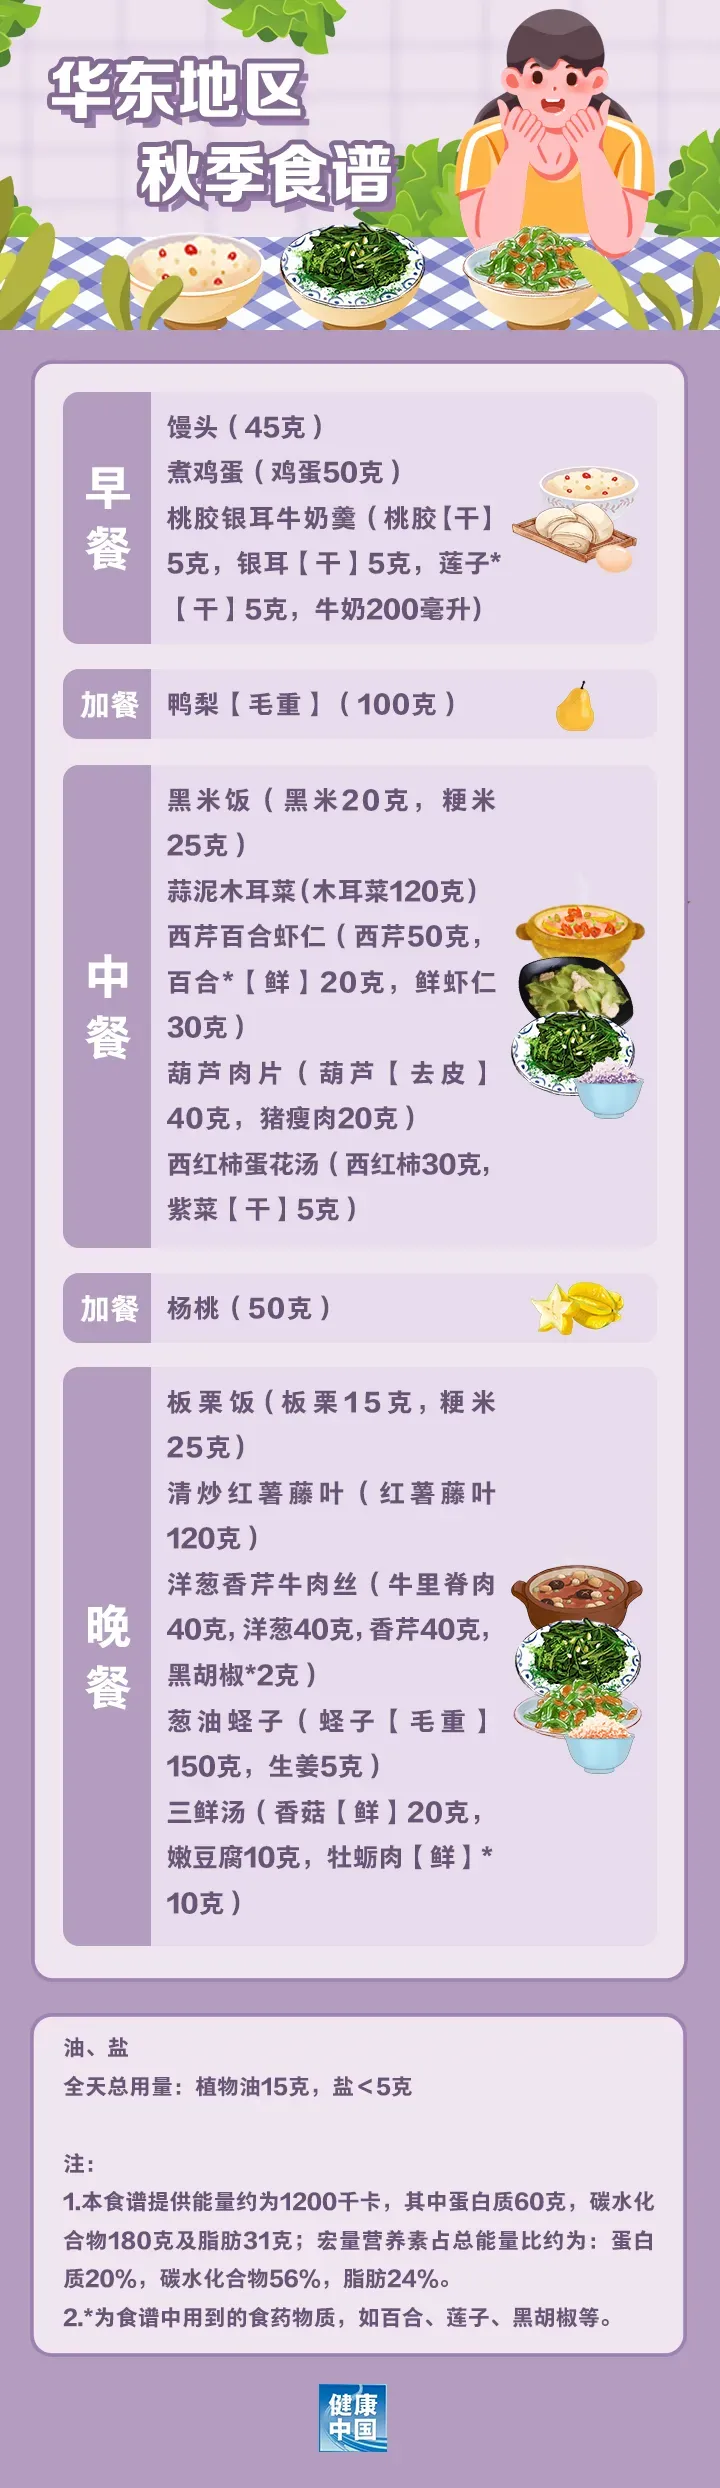 华东地区
秋季食谱
早餐
馒头（45克）
煮鸡蛋（鸡蛋50克）
桃胶银耳牛奶羹（桃胶【干】
5克，银耳【干】5克，莲子*
【干】5克，牛奶200毫升）
加餐
鸭梨【毛重】（100克）
中餐
黑米饭（黑米20克，粳米
25克）
蒜泥木耳菜（木耳菜120克）
西芹百合虾仁（西芹50克，
百合*【鲜】20克，鲜虾仁
30克）
葫芦肉片（葫芦【去皮】
40克，猪瘦肉20克）
西红柿蛋花汤（西红柿30克，
紫菜【干】5克）
加餐
杨桃（50克）
晚餐
板栗饭（板栗15克，粳米
25克）
清炒红薯藤叶（红薯藤叶
120克）
洋葱香芹牛肉丝（牛里脊肉
40克，洋葱40克，香芹40克，
黑胡椒*2克）
葱油蛏子（蛏子【毛重】
150克，生姜5克）
三鲜汤（香菇【鲜】20克，
嫩豆腐10克，牡蛎肉【鲜】*
10克）
油、盐
全天总用量：植物油15克，盐＜5克
注：
1.本食谱提供能量约为1200千卡，其中蛋白质60克，碳水化
合物180克及脂肪31克；宏量营养素占总能量比约为：蛋白
质20%，碳水化合物56%，脂肪24%。
2.*为食谱中用到的食药物质，如百合、莲子、黑胡椒等。
健康
中国